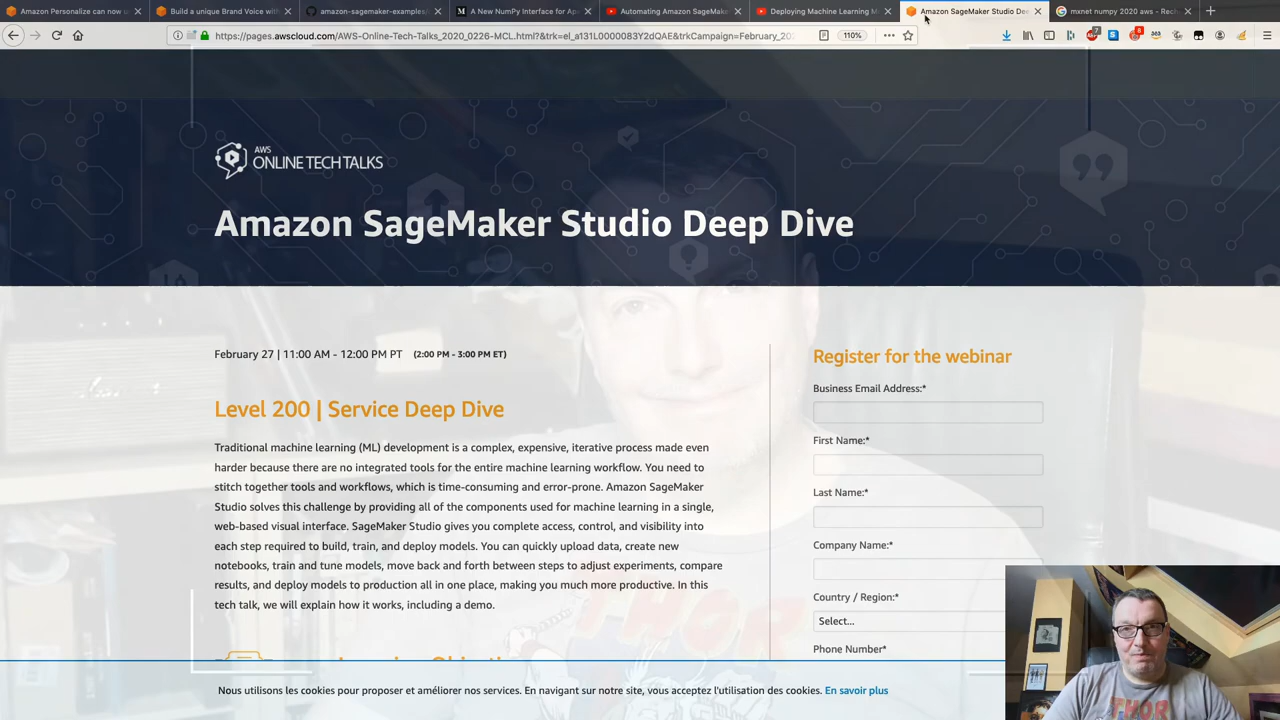 Amazon Personalize can now u
Build a unique Brand Voice with
amazon-sagemaker-examples/
A New NumPy Interface for Ap
Automating Amazon SageMake
Deploying Machine Learning M
Amazon SageMaker Studio Dee
mxnet numpy 2020 aws - Rech
https://pages.awscloud.com/AWS-Online-Tech-Talks_2020_0226-MCL.html?&trk=el_a131L0000083Y2dQAE&trkCampaign=February_202
110%
AWS
ONLINE TECH TALKS
Amazon SageMaker Studio Deep Dive
February 27 | 11:00 AM - 12:00 PM PT (2:00 PM - 3:00 PM ET)
Level 200 | Service Deep Dive
Traditional machine learning (ML) development is a complex, expensive, iterative process made even
harder because there are no integrated tools for the entire machine learning workflow. You need to
stitch together tools and workflows, which is time-consuming and error-prone. Amazon SageMaker
Studio solves this challenge by providing all of the components used for machine learning in a single,
web-based visual interface. SageMaker Studio gives you complete access, control, and visibility into
each step required to build, train, and deploy models. You can quickly upload data, create new
notebooks, train and tune models, move back and forth between steps to adjust experiments, compare
results, and deploy models to production all in one place, making you much more productive. In this
tech talk, we will explain how it works, including a demo.
Register for the webinar
Business Email Address:*
First Name:*
Last Name:*
Company Name:*
Country / Region:*
Select...
Phone Number*
Nous utilisons les cookies pour proposer et améliorer nos services. En navigant sur notre site, vous acceptez l'utilisation des cookies. En savoir plus
THOR